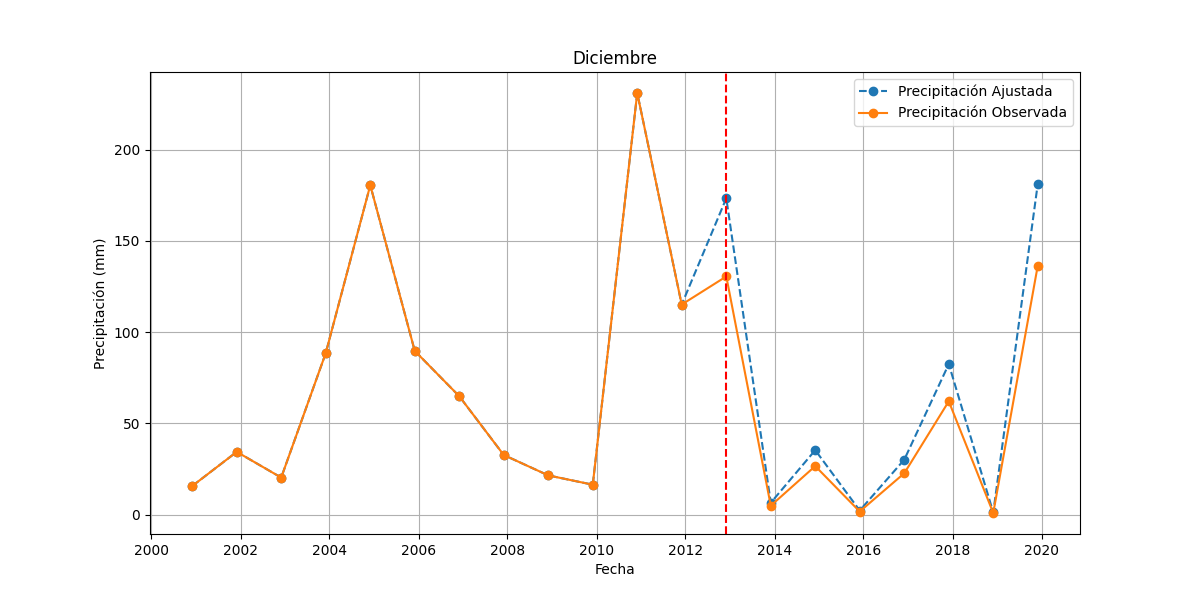 Diciembre
Precipitación Ajustada
Precipitación Observada
Precipitación (mm)
200
150
100
50
0
2000 2002 2004 2006 2008 2010 2012 2014 2016 2018 2020
Fecha